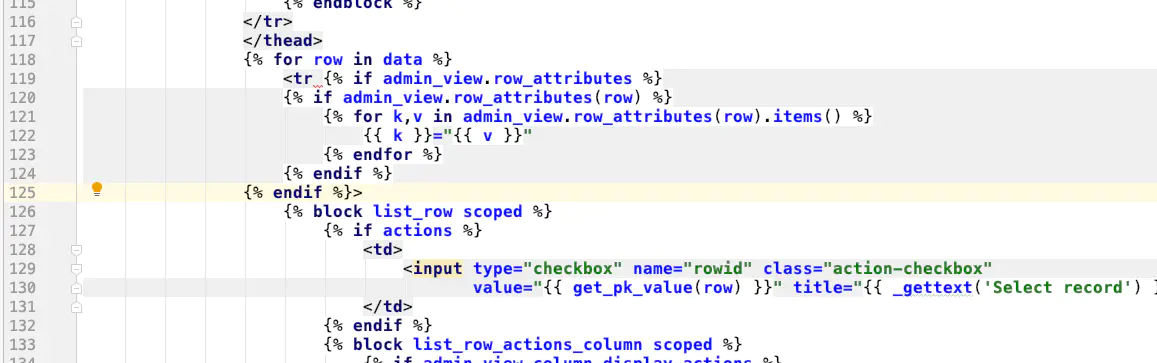 115 {% endblock %}
116 </tr>
117 </thead>
118 {% for row in data %}
119 <tr {% if admin_view.row_attributes %}
120 {% if admin_view.row_attributes(row) %}
121 {% for k,v in admin_view.row_attributes(row).items() %}
122 {{ k }}="{{ v }}"
123 {% endfor %}
124 {% endif %}
125 {% endif %}>
126 {% block list_row scoped %}
127 {% if actions %}
128 <td>
129 <input type="checkbox" name="rowid" class="action-checkbox"
130 value="{{ get_pk_value(row) }}" title="{{ _gettext('Select record') }
131 </td>
132 {% endif %}
133 {% block list_row_actions_column scoped %}
134 {% if admin_view.column_display_actions %}